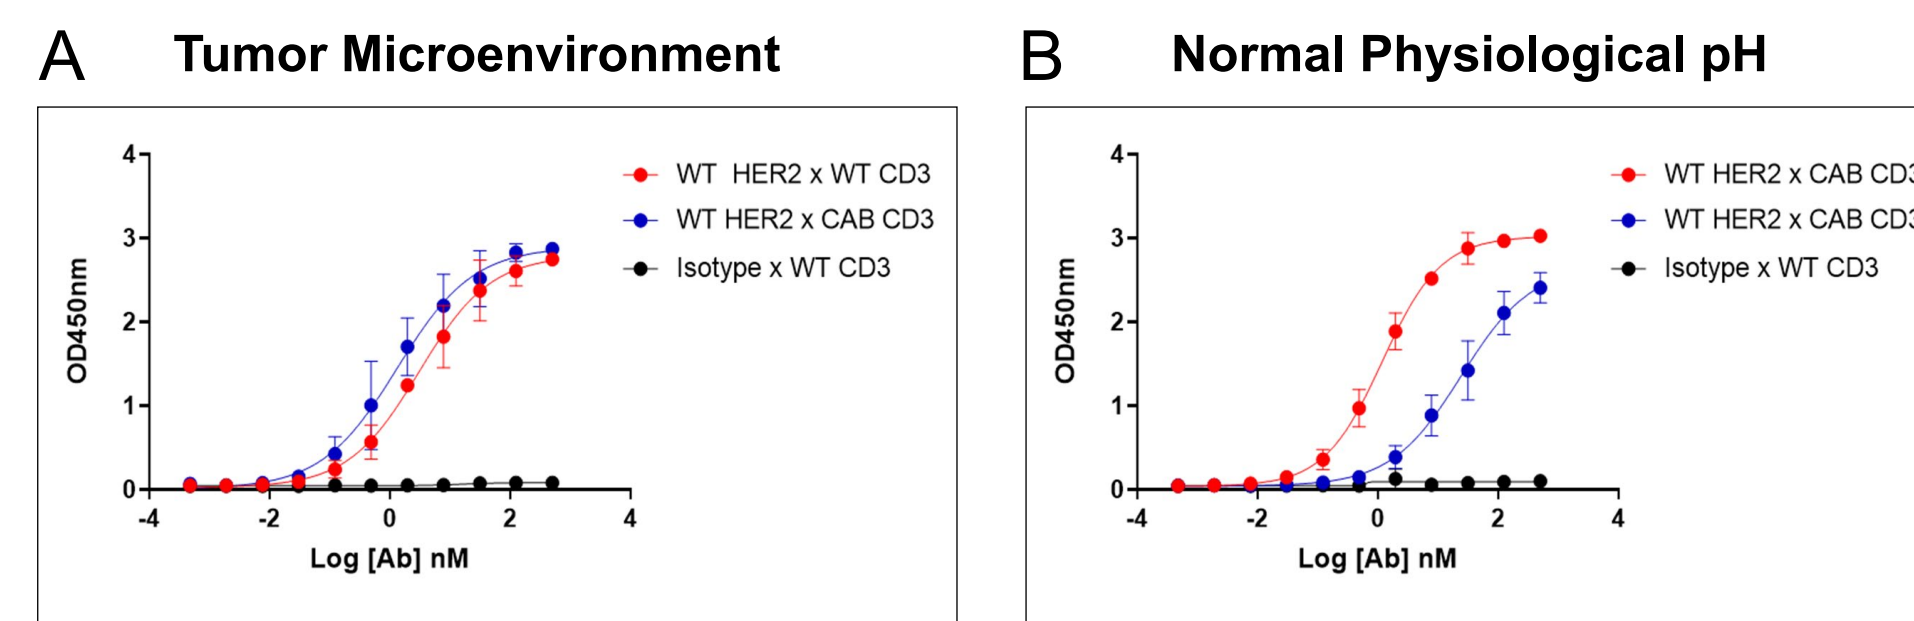 A Tumor Microenvironment
4
3
2
1
0
-4 -2 0 2 4
OD450nm
Log [Ab] nM
WT HER2 x WT CD3
WT HER2 x CAB CD3
Isotype x WT CD3
B Normal Physiological pH
4
3
2
1
0
-4 -2 0 2 4
OD450nm
Log [Ab] nM
WT HER2 x CAB CD3
WT HER2 x CAB CD3
Isotype x WT CD3